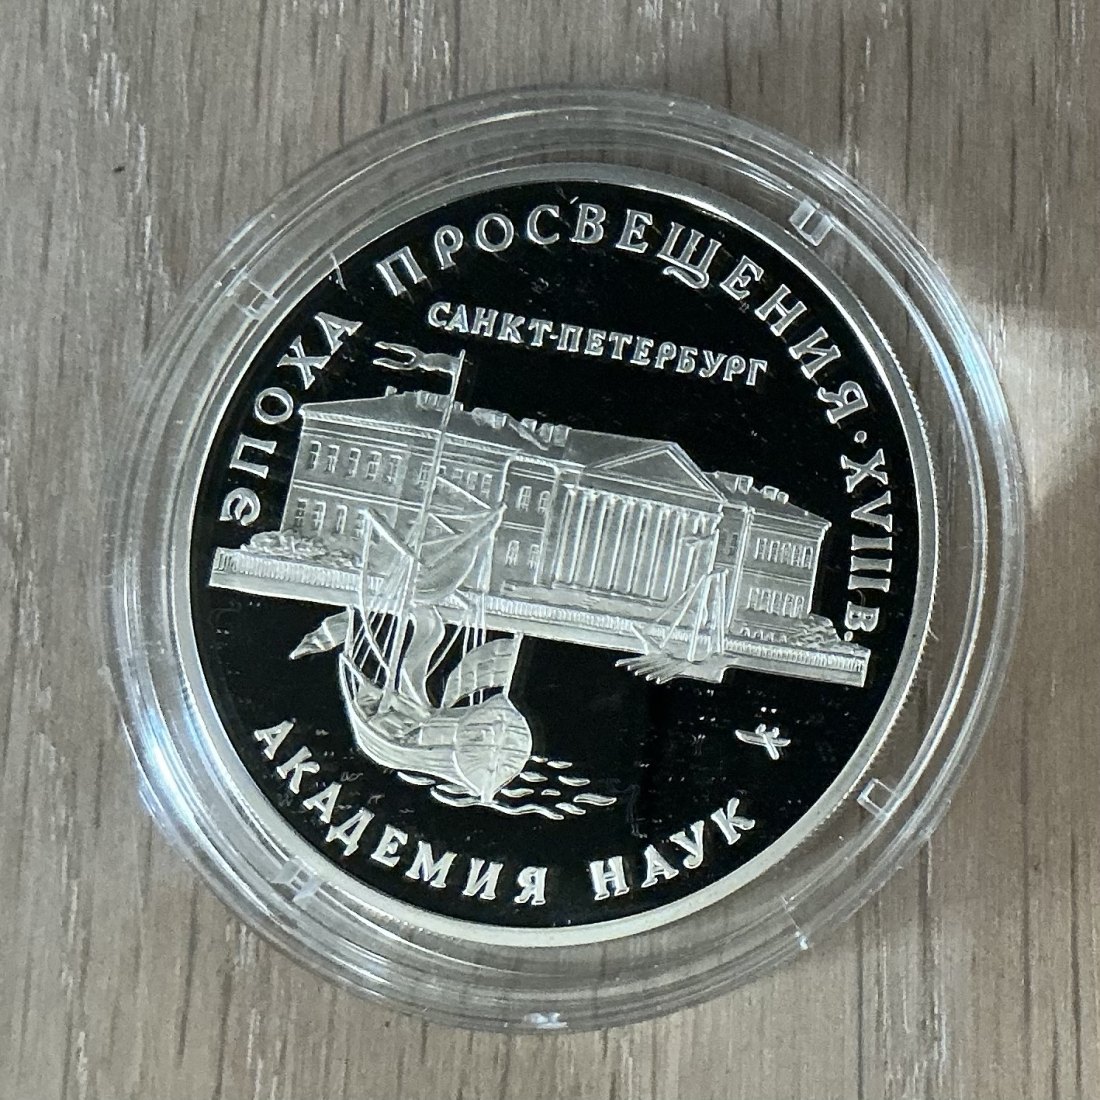 ЭПОХА ПРОСВЕЩЕНИЯ·XVIII В.
САНКТ-ПЕТЕРБУРГ
АКАДЕМИЯ НАУК